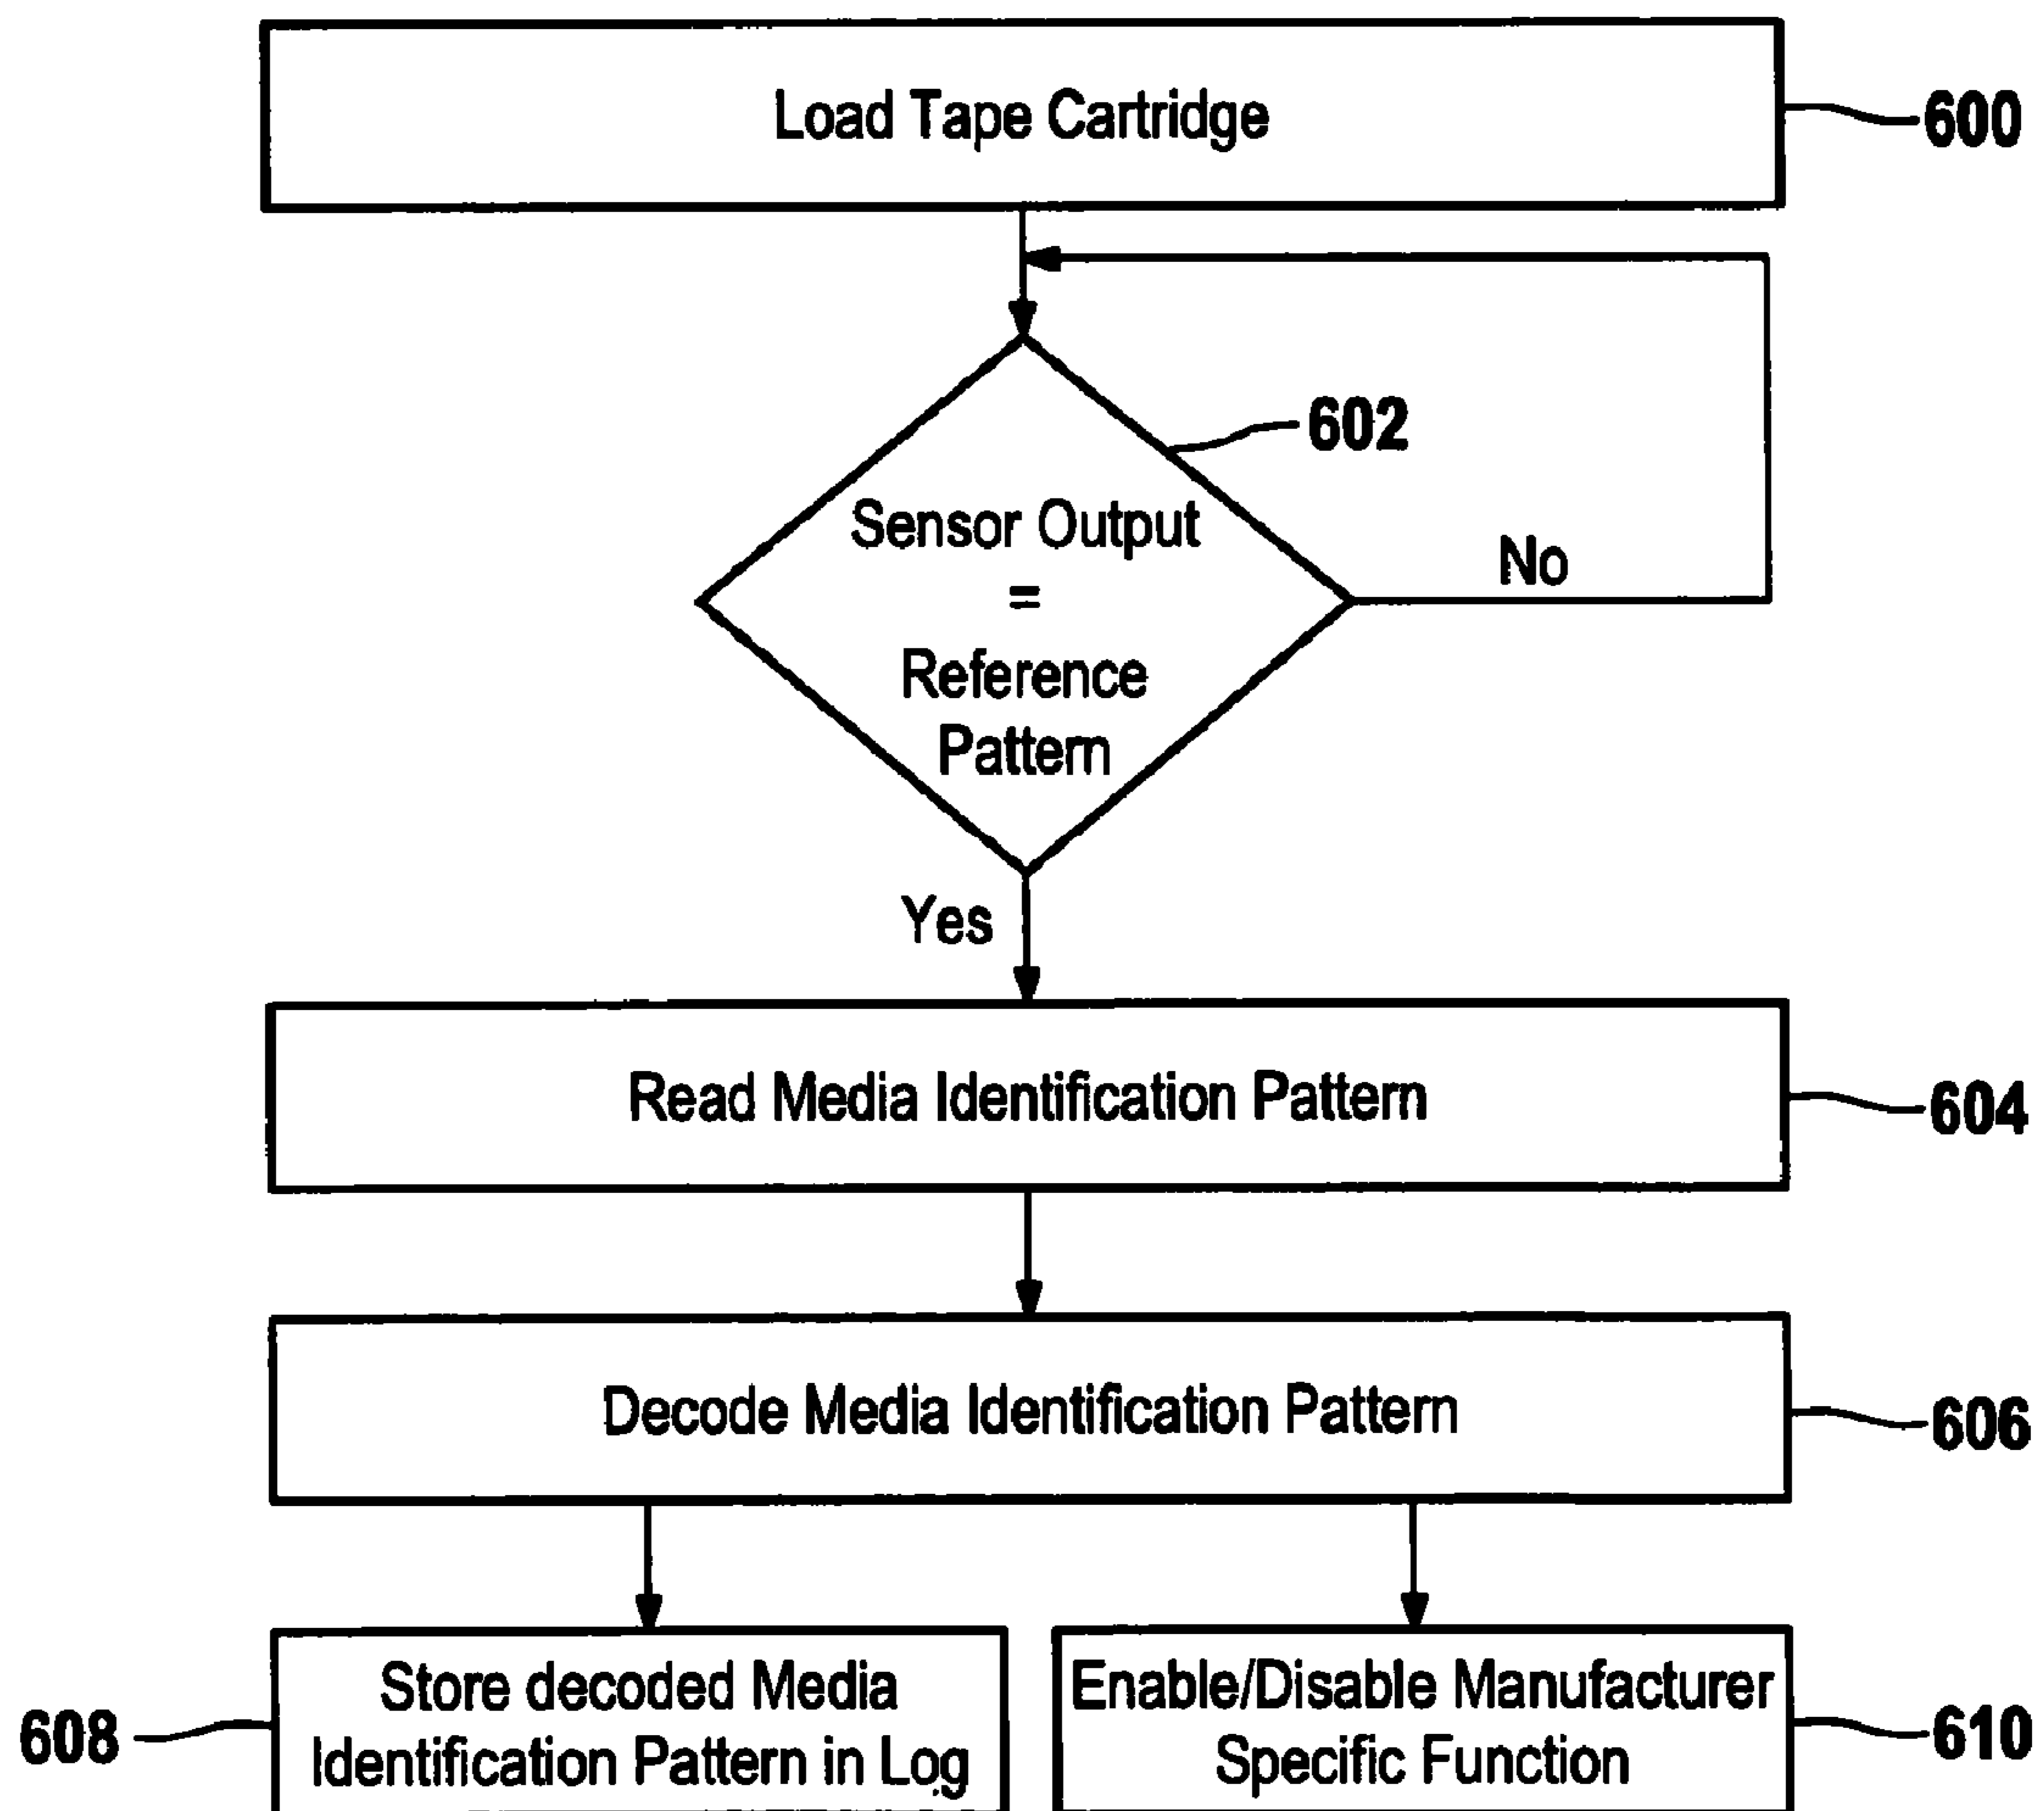 Load Tape Cartridge
600
602
Sensor Output
=
Reference
Pattern
No
Yes
Read Media Identification Pattern
604
Decode Media Identification Pattern
606
608
Store decoded Media
Identification Pattern in Log
Enable/Disable Manufacturer
Specific Function
610